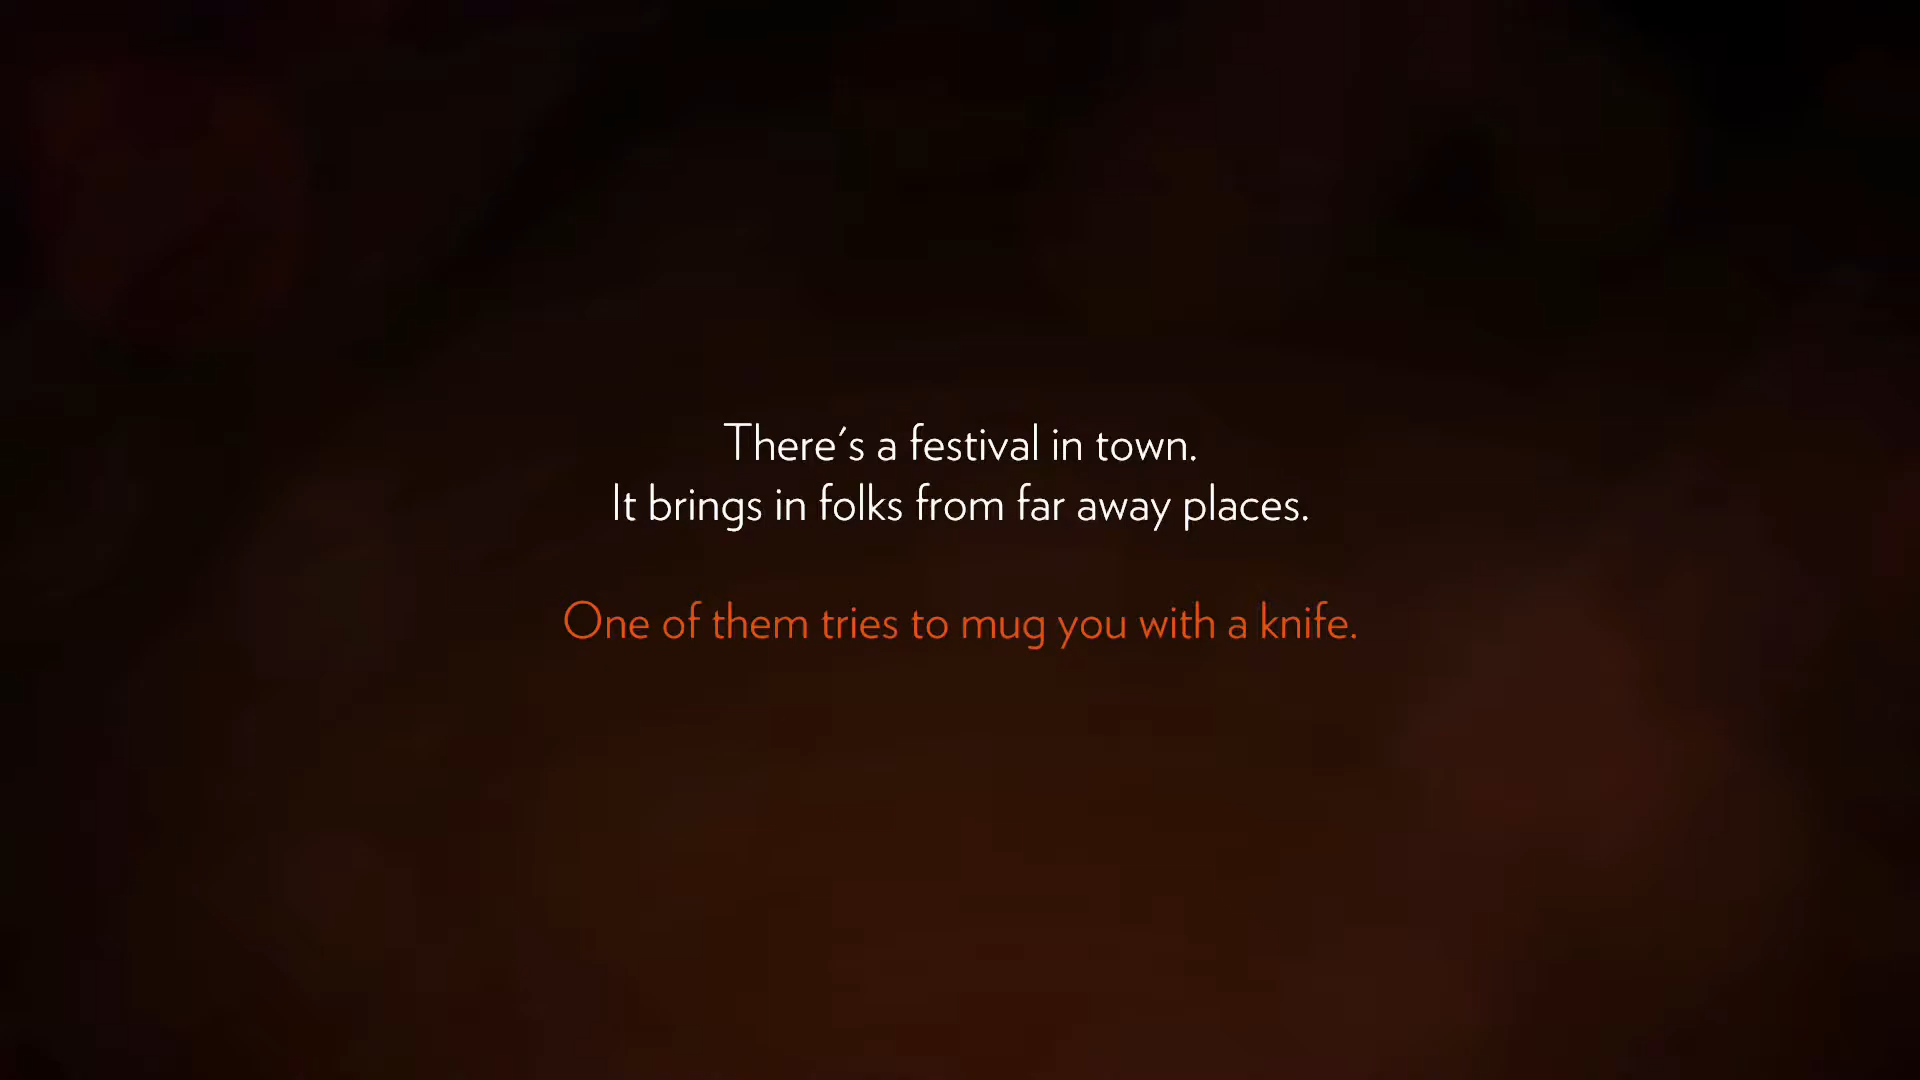 There's a festival in town.
It brings in folks from far away places.
One of them tries to mug you with a knife.